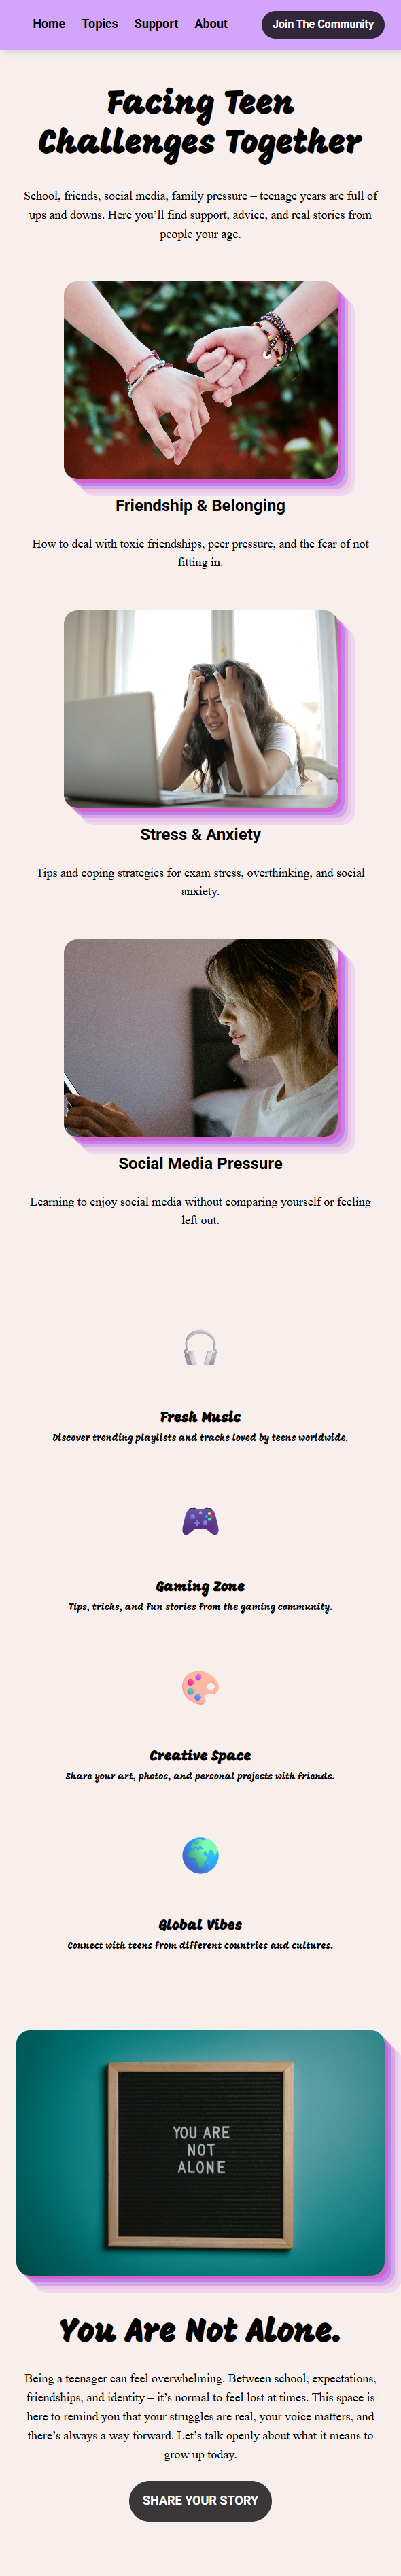 Home Topics Support About Join The Community
Facing Teen
Challenges Together
School, friends, social media, family pressure – teenage years are full of
ups and downs. Here you’ll find support, advice, and real stories from
people your age.
Friendship & Belonging
How to deal with toxic friendships, peer pressure, and the fear of not
fitting in.
Stress & Anxiety
Tips and coping strategies for exam stress, overthinking, and social
anxiety.
Social Media Pressure
Learning to enjoy social media without comparing yourself or feeling
left out.
Fresh Music
Discover trending playlists and tracks loved by teens worldwide.
Gaming Zone
Tips, tricks, and fun stories from the gaming community.
Creative Space
Share your art, photos, and personal projects with friends.
Global Vibes
Connect with teens from different countries and cultures.
YOU ARE
NOT
ALONE
You Are Not Alone.
Being a teenager can feel overwhelming. Between school, expectations,
friendships, and identity – it’s normal to feel lost at times. This space is
here to remind you that your struggles are real, your voice matters, and
there’s always a way forward. Let’s talk openly about what it means to
grow up today.
SHARE YOUR STORY